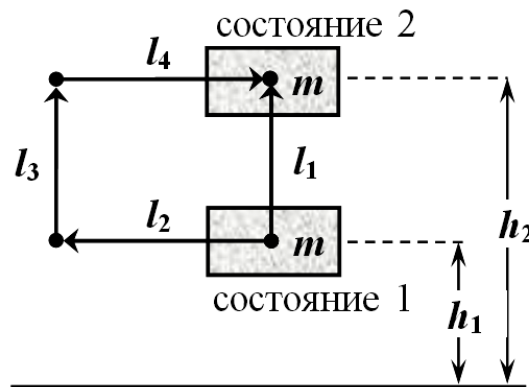 состояние 2
l₄
m
l₃
l₁
l₂
h₂
m
состояние 1
h₁